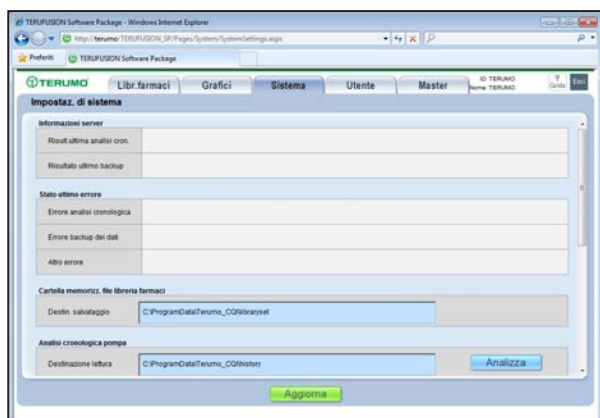 TERUFUSION Software Package - Windows Internet Explorer
http://terumo/TERUFUSION_SP/Pages/System/SystemSettings.aspx
Preferiti TERUFUSION Software Package
TERUMO Libr.farmaci Grafici Sistema Utente Master ID: TERUMO Nome: TERUMO ? Guida Esci
Impostaz. di sistema
Informazioni server
Risult.ultima analisi cron.
Risultato ultimo backup
Stato ultimo errore
Errore analisi cronologica
Errore backup dei dati
Altro errore
Cartella memorizz. file libreria farmaci
Destin. salvataggio C:\ProgramData\Terumo_CQI\libraryset
Analisi cronologica pompa
Destinazione lettura C:\ProgramData\Terumo_CQI\history Analizza
Aggiorna